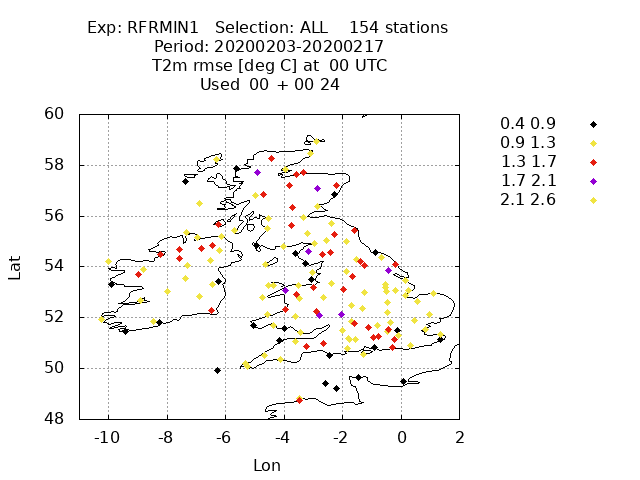 Exp: RFRMIN1 Selection: ALL 154 stations
Period: 20200203-20200217
T2m rmse [deg C] at 00 UTC
Used 00 + 00 24
0.4 0.9
0.9 1.3
1.3 1.7
1.7 2.1
2.1 2.6
Lat
60
58
56
54
52
50
48
-10 -8 -6 -4 -2 0 2
Lon